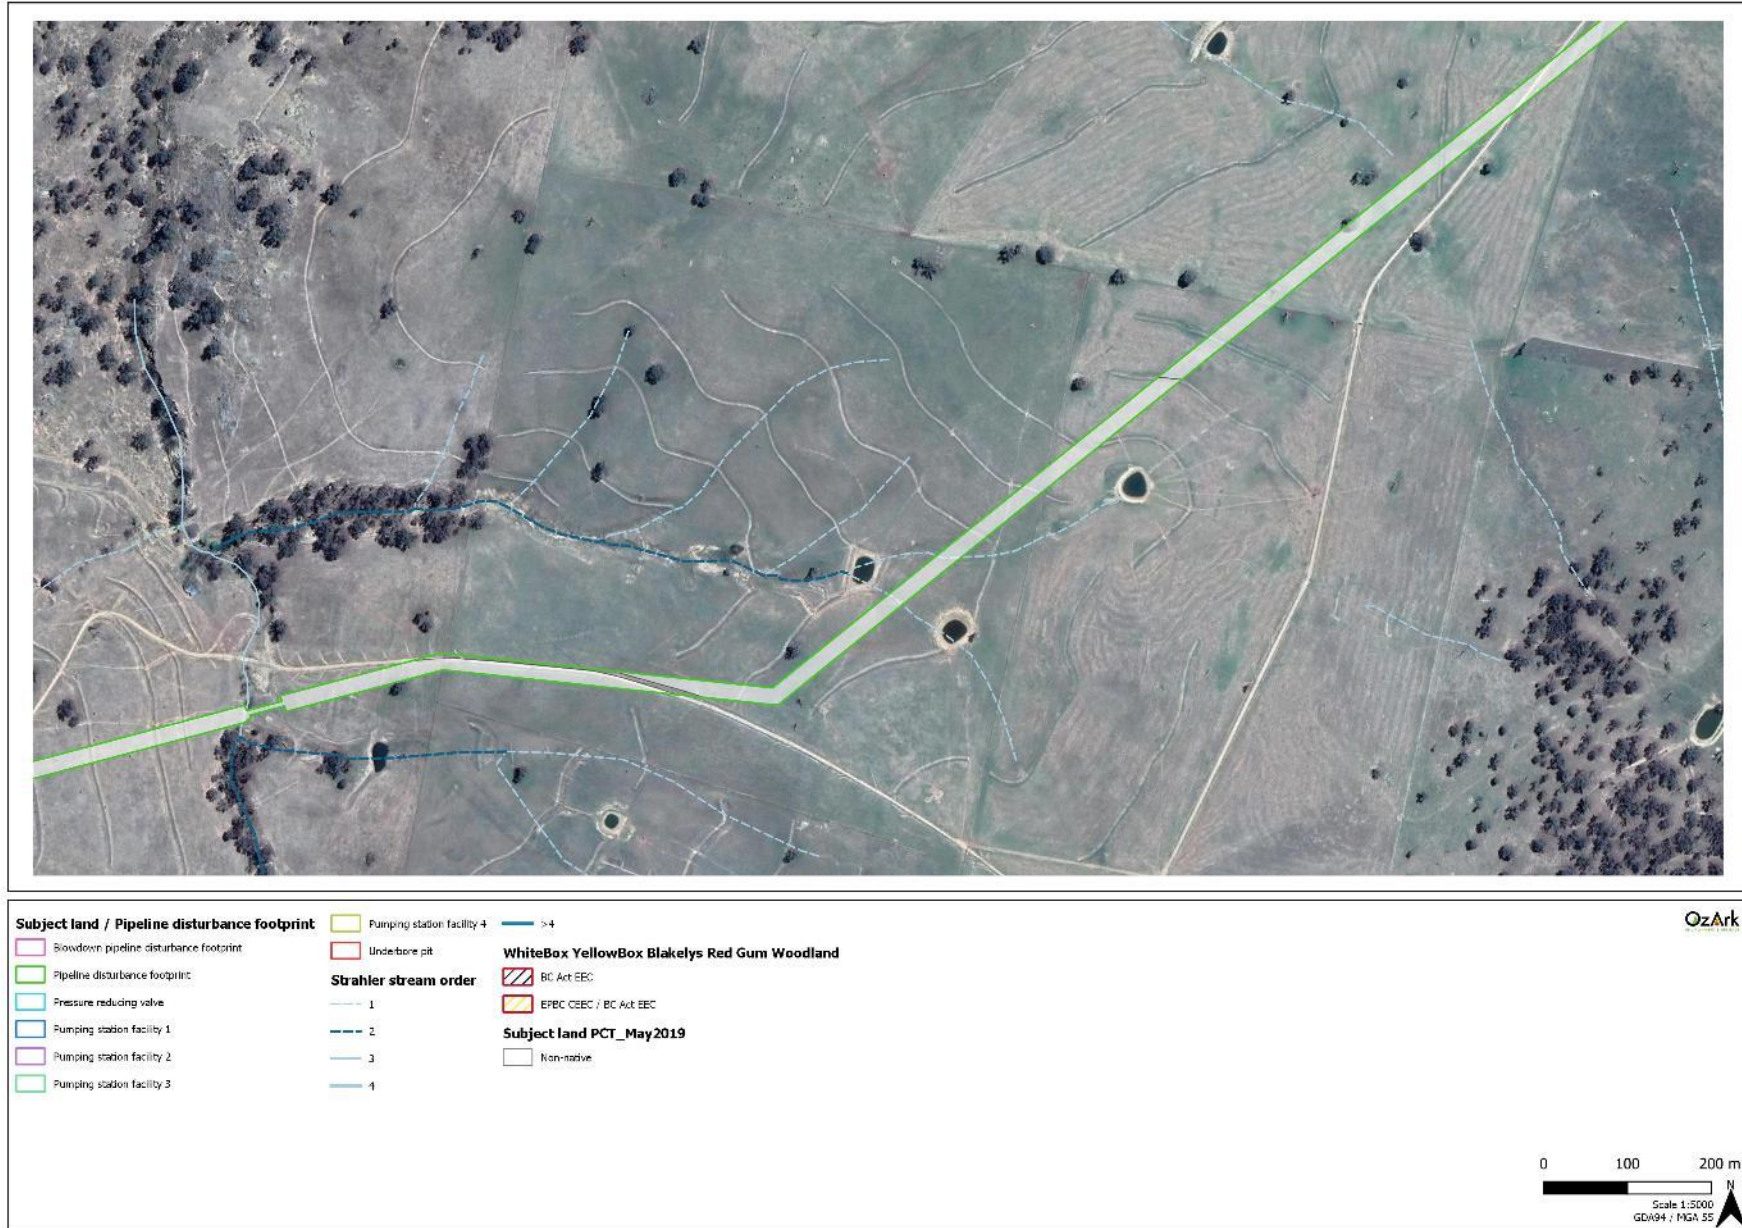 Subject land / Pipeline disturbance footprint
Blowdown pipeline disturbance footprint
Pipeline disturbance footprint
Pressure reducing valve
Pumping station facility 1
Pumping station facility 2
Pumping station facility 3
Pumping station facility 4
Underbore pit
Strahler stream order
1
2
3
4
>4
WhiteBox YellowBox Blakelys Red Gum Woodland
BC Act EEC
EPBC CEEC / BC Act EEC
Subject land PCT_May2019
Non-native
OzArk
0 100 200 m
N
Scale 1:5000
GDA94 / MGA 55